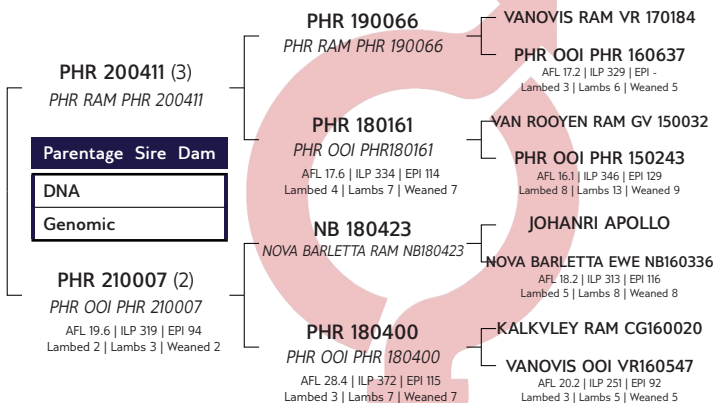 PHR 200411 (3)
PHR RAM PHR 200411
Parentage Sire Dam
DNA
Genomic
PHR 210007 (2)
PHR OOI PHR 210007
AFL 19.6 | ILP 319 | EPI 94
Lambed 2 | Lambs 3 | Weaned 2
PHR 190066
PHR RAM PHR 190066
PHR 180161
PHR OOI PHR180161
AFL 17.6 | ILP 334 | EPI 114
Lambed 4 | Lambs 7 | Weaned 7
NB 180423
NOVA BARLETTA RAM NB180423
PHR 180400
PHR OOI PHR 180400
AFL 28.4 | ILP 372 | EPI 115
Lambed 3 | Lambs 7 | Weaned 7
VANOVIS RAM VR 170184
PHR OOI PHR 160637
AFL 17.2 | ILP 329 | EPI -
Lambed 3 | Lambs 6 | Weaned 5
VAN ROOYEN RAM GV 150032
PHR OOI PHR 150243
AFL 16.1 | ILP 346 | EPI 129
Lambed 8 | Lambs 13 | Weaned 9
JOHANRI APOLLO
NOVA BARLETTA EWE NB160336
AFL 18.2 | ILP 313 | EPI 116
Lambed 5 | Lambs 8 | Weaned 8
KALKVLEY RAM CG160020
VANOVIS OOI VR160547
AFL 20.2 | ILP 251 | EPI 92
Lambed 3 | Lambs 5 | Weaned 5